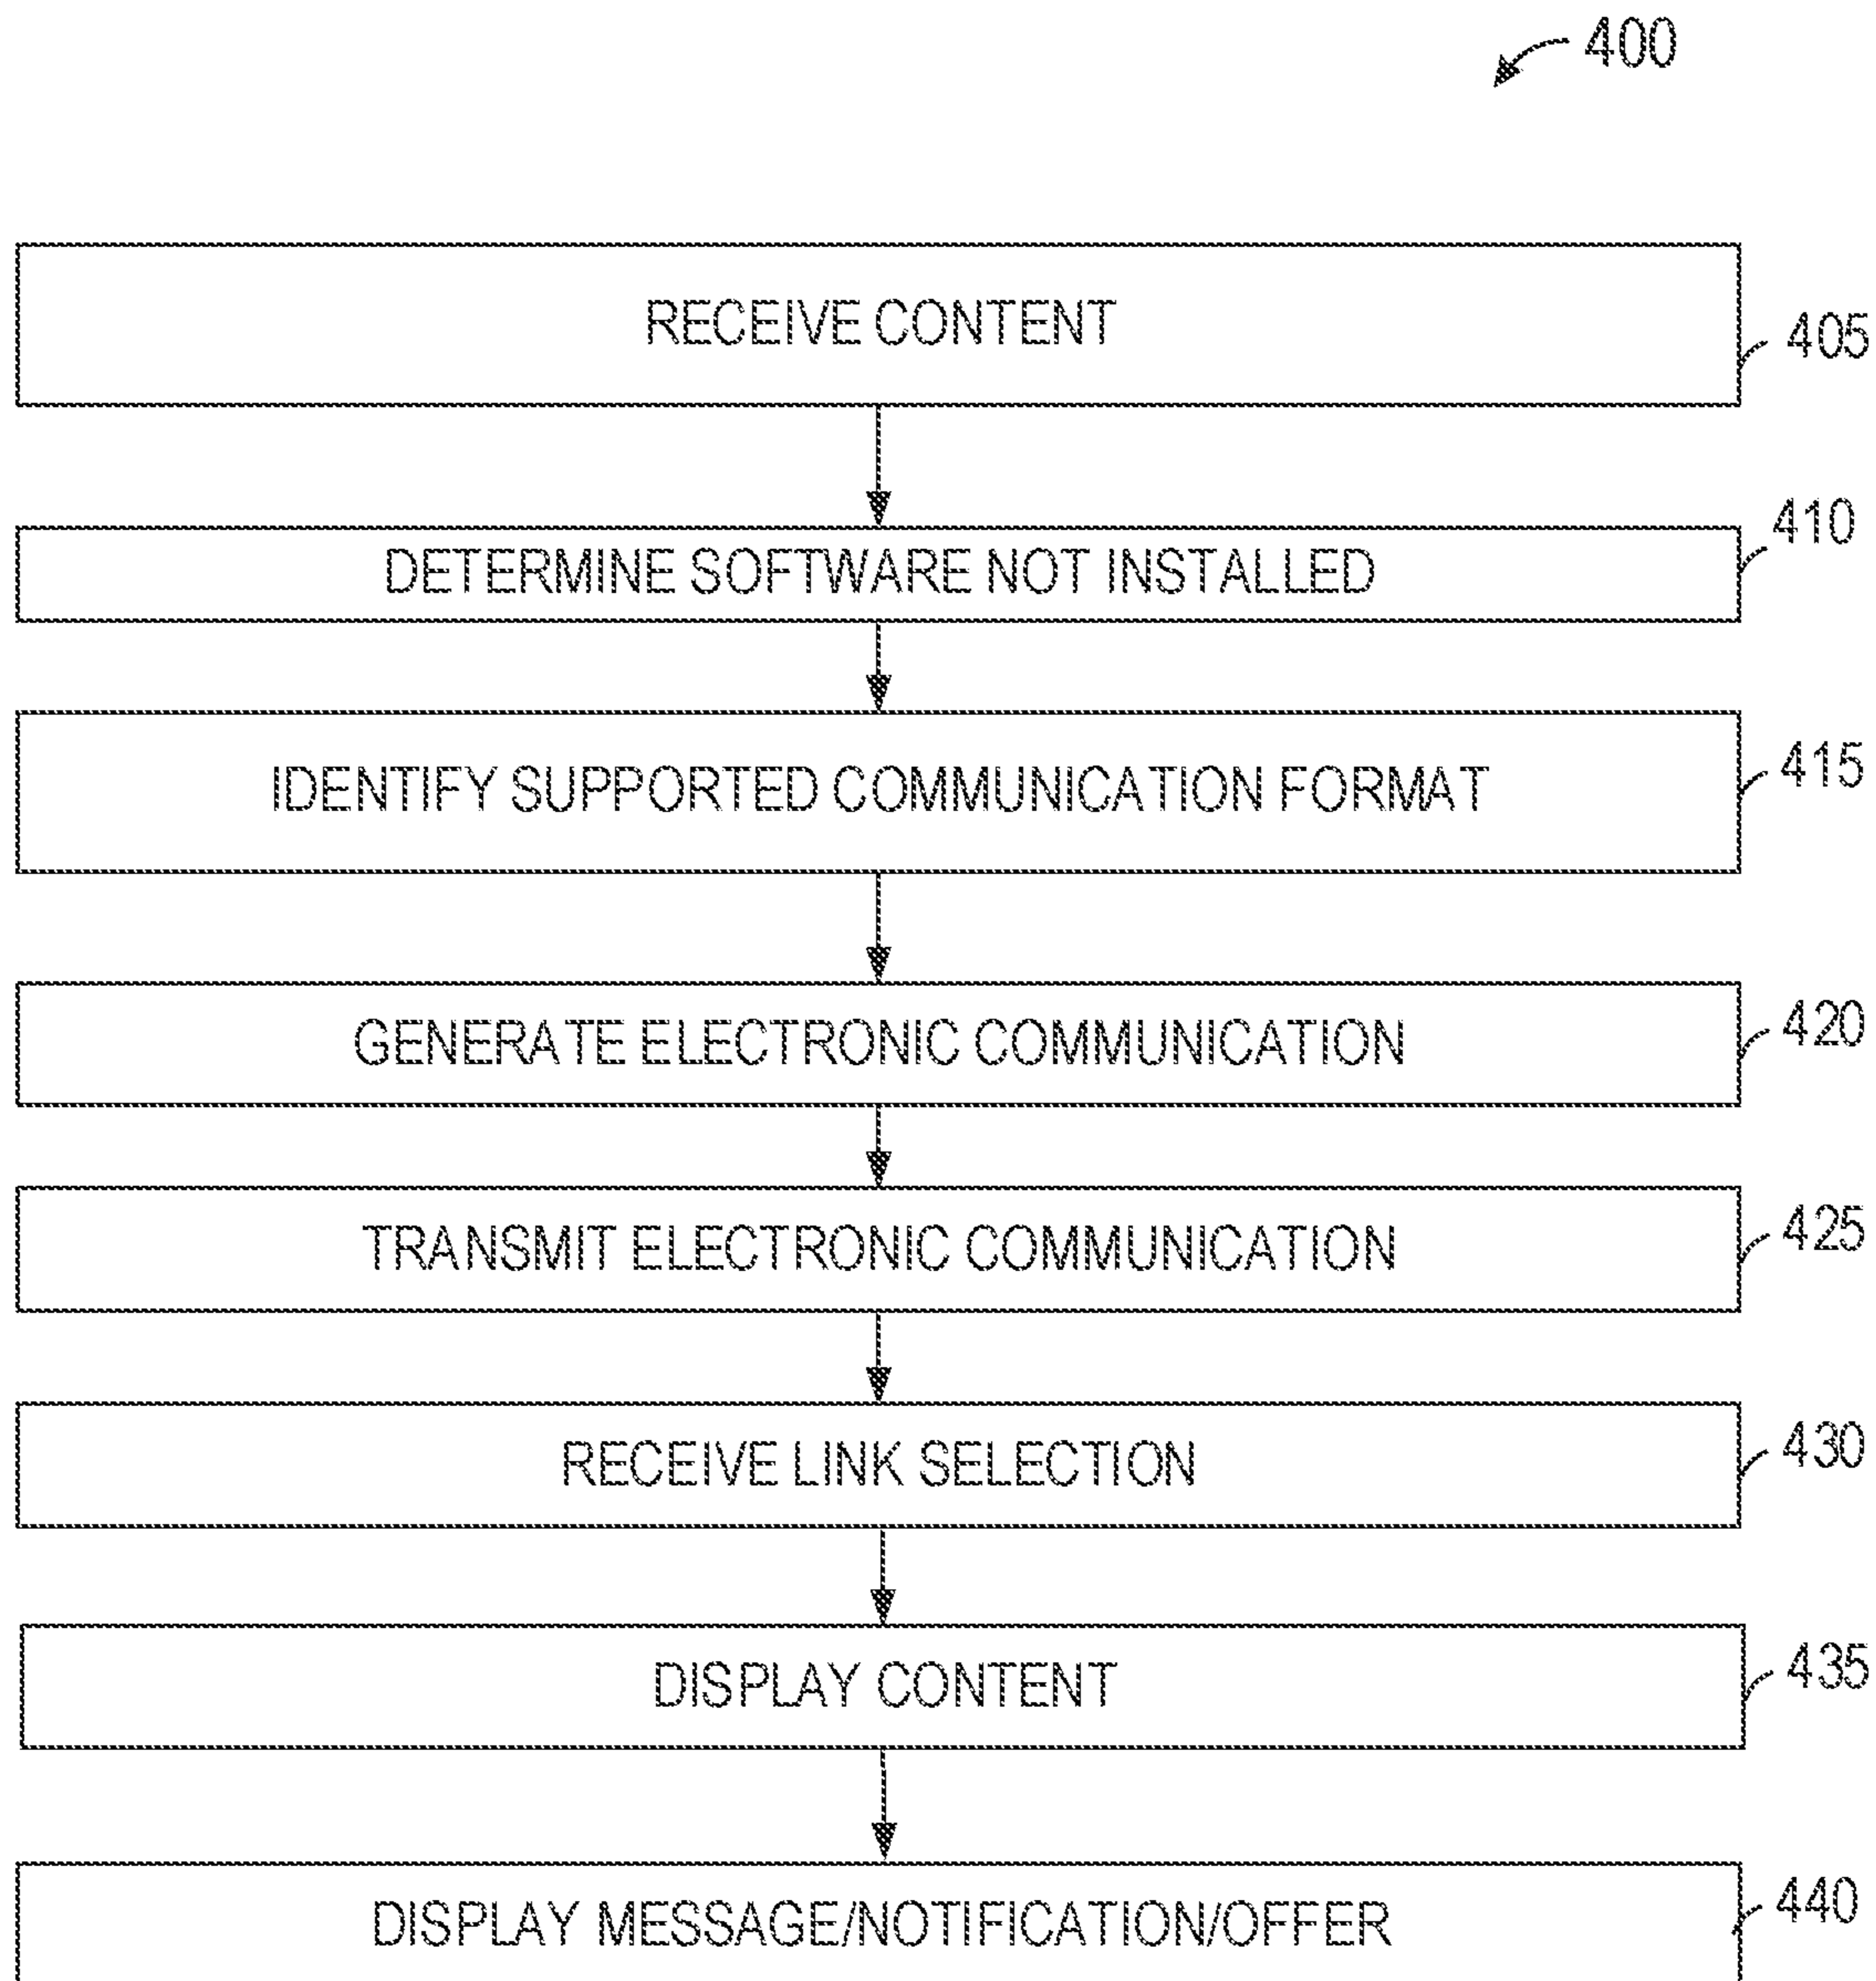 400
RECEIVE CONTENT
405
DETERMINE SOFTWARE NOT INSTALLED
410
IDENTIFY SUPPORTED COMMUNICATION FORMAT
415
GENERATE ELECTRONIC COMMUNICATION
420
TRANSMIT ELECTRONIC COMMUNICATION
425
RECEIVE LINK SELECTION
430
DISPLAY CONTENT
435
DISPLAY MESSAGE/NOTIFICATION/OFFER
440